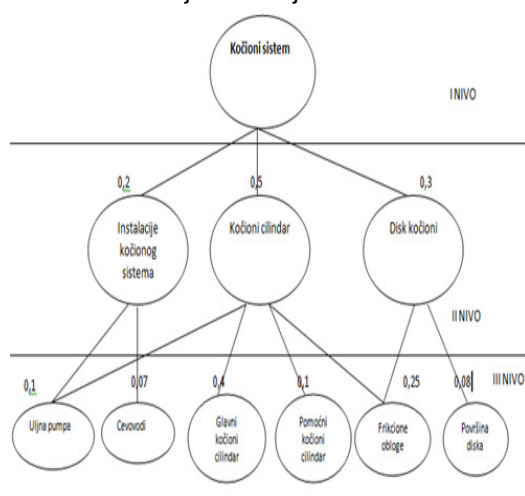 Kočioni sistem
I NIVO
0,2
0,5
0,3
Instalacije
kočionog
sistema
Kočioni cilindar
Disk kočioni
II NIVO
0,1
0,07
0,4
0,1
0,25
0,08
III NIVO
Uljna pumpa
Cevovodi
Glavni
kočioni
cilindar
Pomoćni
kočioni
cilindar
Frikcione
obloge
Površina
diska